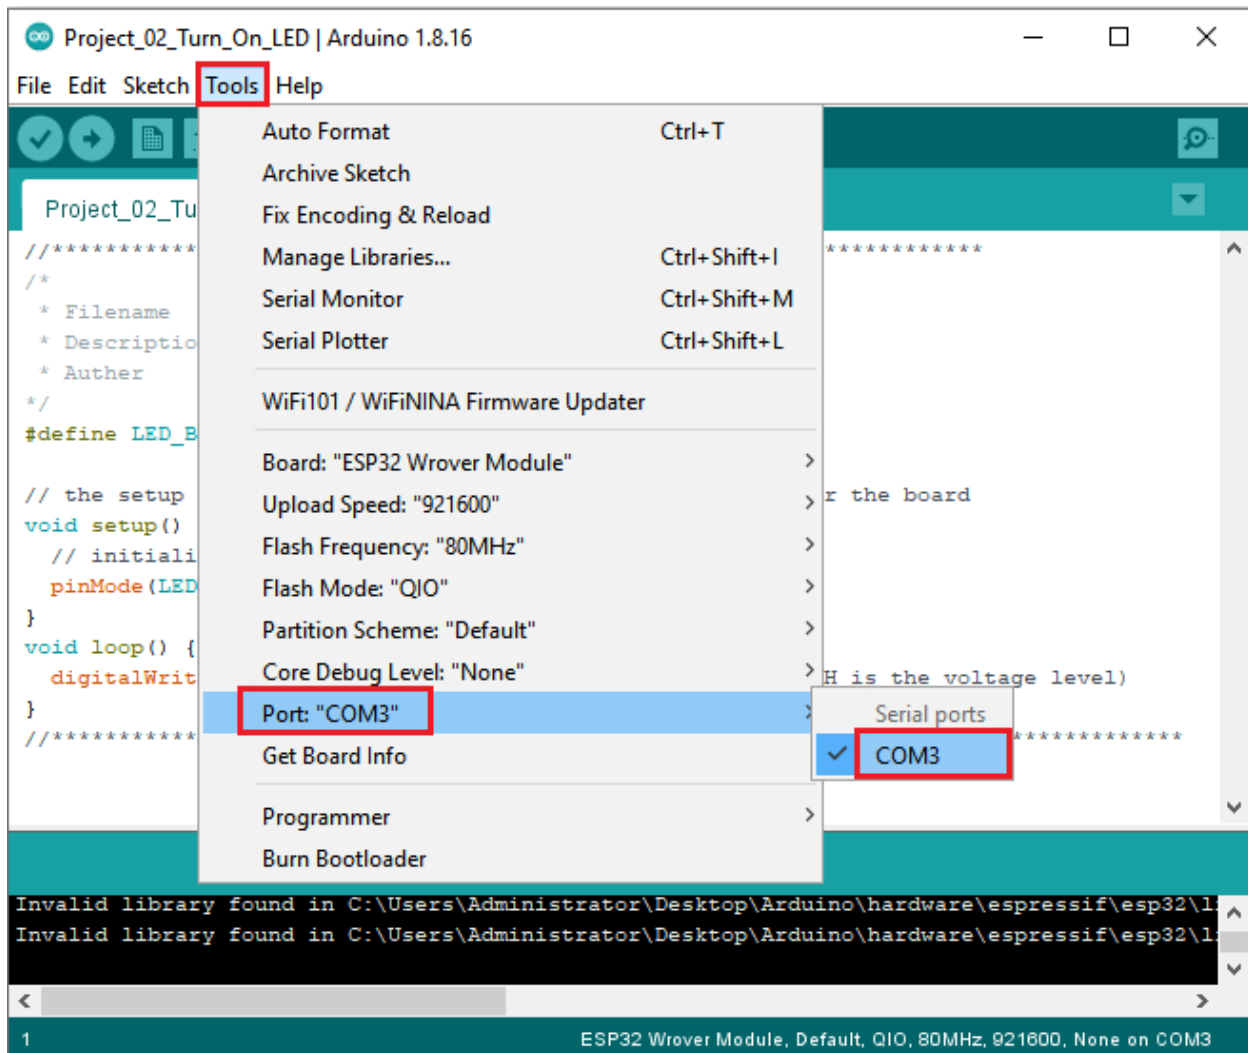 Project_02_Turn_On_LED | Arduino 1.8.16
File Edit Sketch Tools Help
Auto Format Ctrl+T
Archive Sketch
Project_02_Tu
Fix Encoding & Reload
//*********** ************
Manage Libraries... Ctrl+Shift+I
/*
* Filename
Serial Monitor Ctrl+Shift+M
* Descriptio
Serial Plotter Ctrl+Shift+L
* Auther
*/
WiFi101 / WiFiNINA Firmware Updater
#define LED_B
Board: "ESP32 Wrover Module"
// the setup r the board
Upload Speed: "921600"
void setup()
Flash Frequency: "80MHz"
// initiali
pinMode(LED
Flash Mode: "QIO"
}
Partition Scheme: "Default"
void loop() {
Core Debug Level: "None"
digitalWrit H is the voltage level)
}
Port: "COM3"
Serial ports
//*********** *************
Get Board Info
COM3
Programmer
Burn Bootloader
Invalid library found in C:\Users\Administrator\Desktop\Arduino\hardware\espressif\esp32\l
Invalid library found in C:\Users\Administrator\Desktop\Arduino\hardware\espressif\esp32\l
1 ESP32 Wrover Module, Default, QIO, 80MHz, 921600, None on COM3